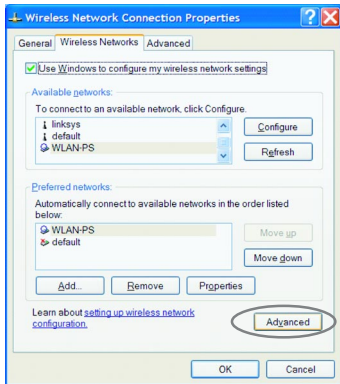 Wireless Network Connection Properties
General Wireless Networks Advanced
Use Windows to configure my wireless network settings
Available networks:
To connect to an available network, click Configure.
linksys
default
WLAN-PS
Configure
Refresh
Preferred networks:
Automatically connect to available networks in the order listed
below:
WLAN-PS
default
Move up
Move down
Add... Remove Properties
Learn about setting up wireless network
configuration.
Advanced
OK Cancel